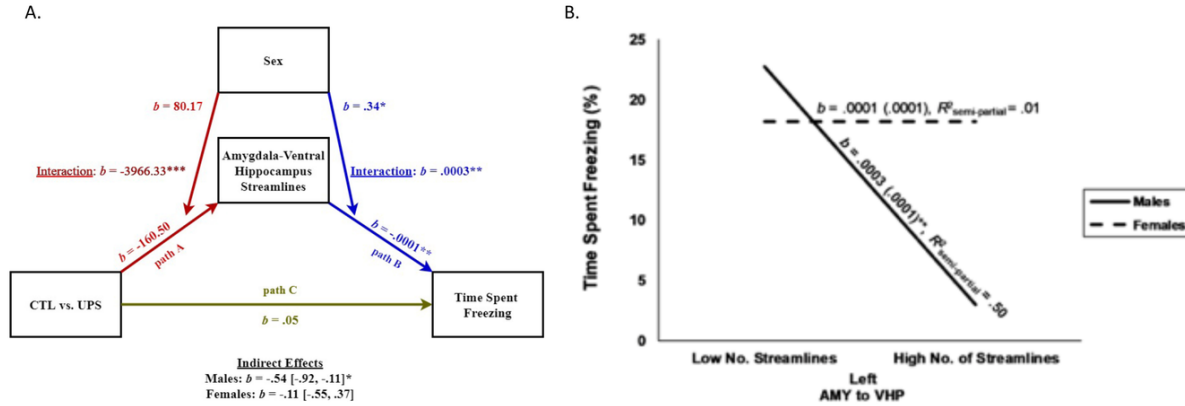 A.
Sex
b = 80.17
b = .34*
Interaction: b = -3966.33***
Amygdala-Ventral
Hippocampus
Streamlines
Interaction: b = .0003**
b = -160.50
path A
b = -.0001**
path B
CTL vs. UPS
path C
b = .05
Time Spent
Freezing
Indirect Effects
Males: b = -.54 [-.92, -.11]*
Females: b = -.11 [-.55, .37]
B.
Time Spent Freezing (%)
25
20
15
10
5
0
b = .0001 (.0001), R²semi-partial = .01
b = .0003 (.0001)**, R²semi-partial = .50
Males
Females
Low No. Streamlines
High No. of Streamlines
Left
AMY to VHP